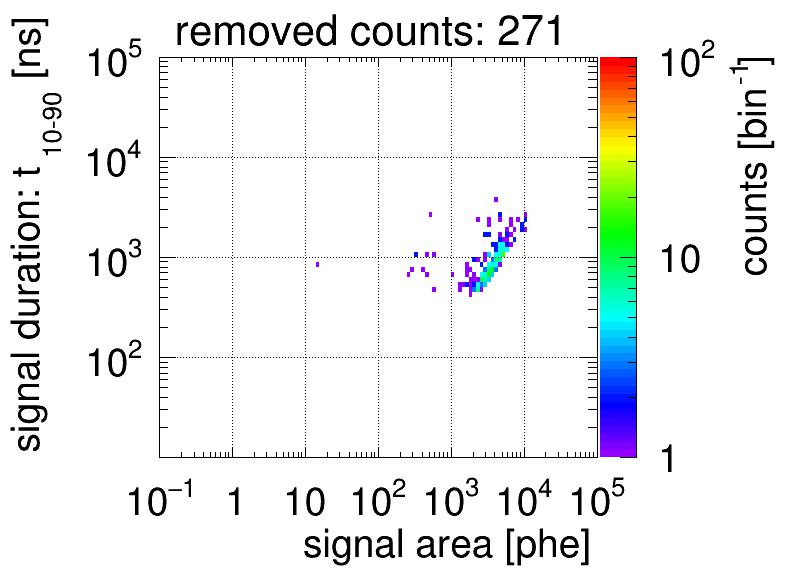 removed counts: 271
signal duration: t 10-90 [ns]
10^5
10^4
10^3
10^2
10^−1 1 10 10^2 10^3 10^4 10^5
signal area [phe]
10^2
10
1
counts [bin^-1]